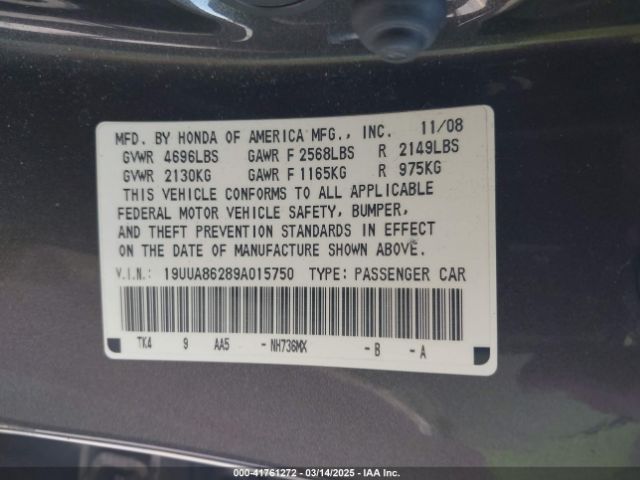 MFD. BY HONDA OF AMERICA MFG., INC. 11/08
GVWR 4696LBS GAWR F 2568LBS R 2149LBS
GVWR 2130KG GAWR F 1165KG R 975KG
THIS VEHICLE CONFORMS TO ALL APPLICABLE
FEDERAL MOTOR VEHICLE SAFETY, BUMPER,
AND THEFT PREVENTION STANDARDS IN EFFECT
ON THE DATE OF MANUFACTURE SHOWN ABOVE.
V.I.N.: 19UUA86289A015750 TYPE: PASSENGER CAR
TK4 9 AA5 -NH736MX -B -A
000-41761272 - 03/14/2025 - IAA Inc.